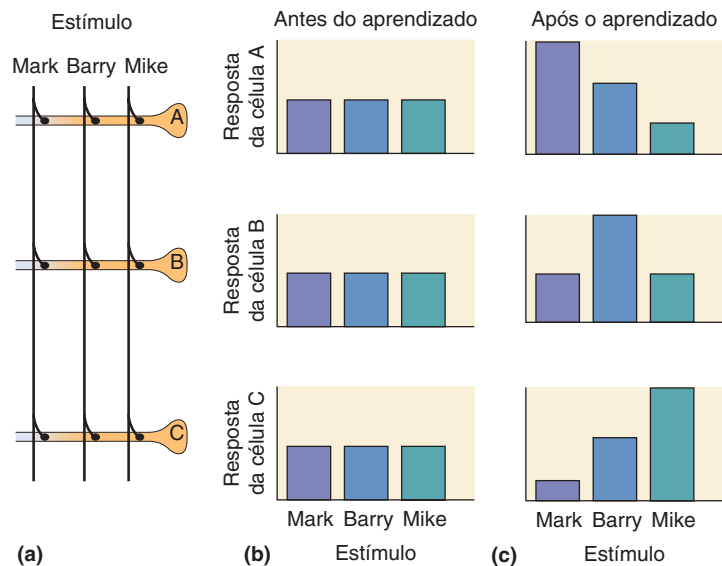 Estímulo
Mark Barry Mike
A
B
C
(a)
Antes do aprendizado
Resposta
da célula A
Resposta
da célula B
Resposta
da célula C
Mark Barry Mike
(b) Estímulo
Após o aprendizado
Mark Barry Mike
(c) Estímulo